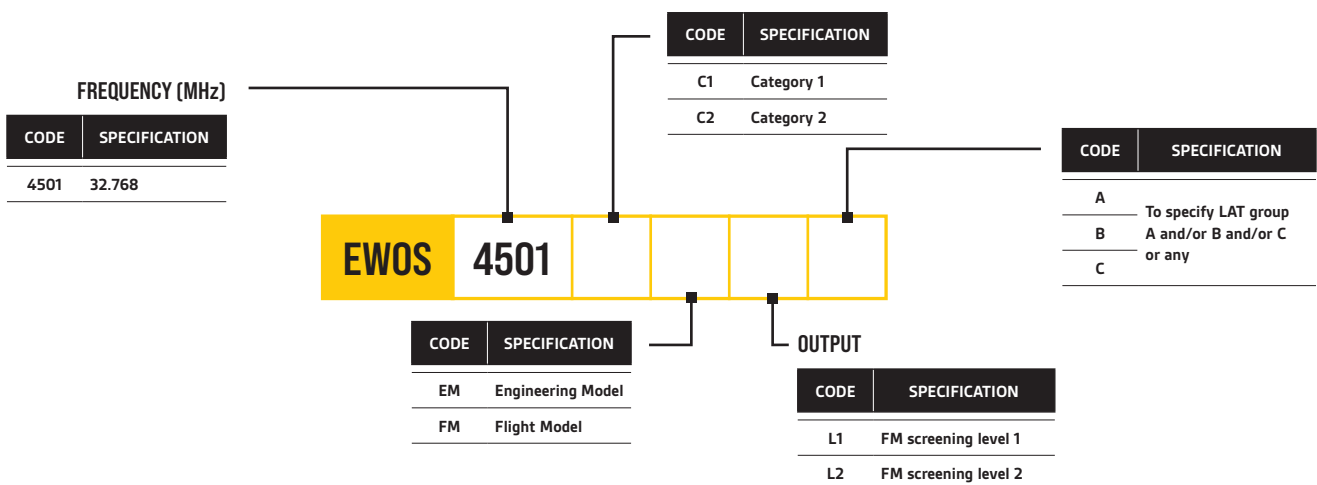 CODE SPECIFICATION
C1 Category 1
C2 Category 2
FREQUENCY (MHz)
CODE SPECIFICATION
4501 32.768
CODE SPECIFICATION
A
B
C
To specify LAT group
A and/or B and/or C
or any
EWOS 4501
CODE SPECIFICATION
EM Engineering Model
FM Flight Model
OUTPUT
CODE SPECIFICATION
L1 FM screening level 1
L2 FM screening level 2